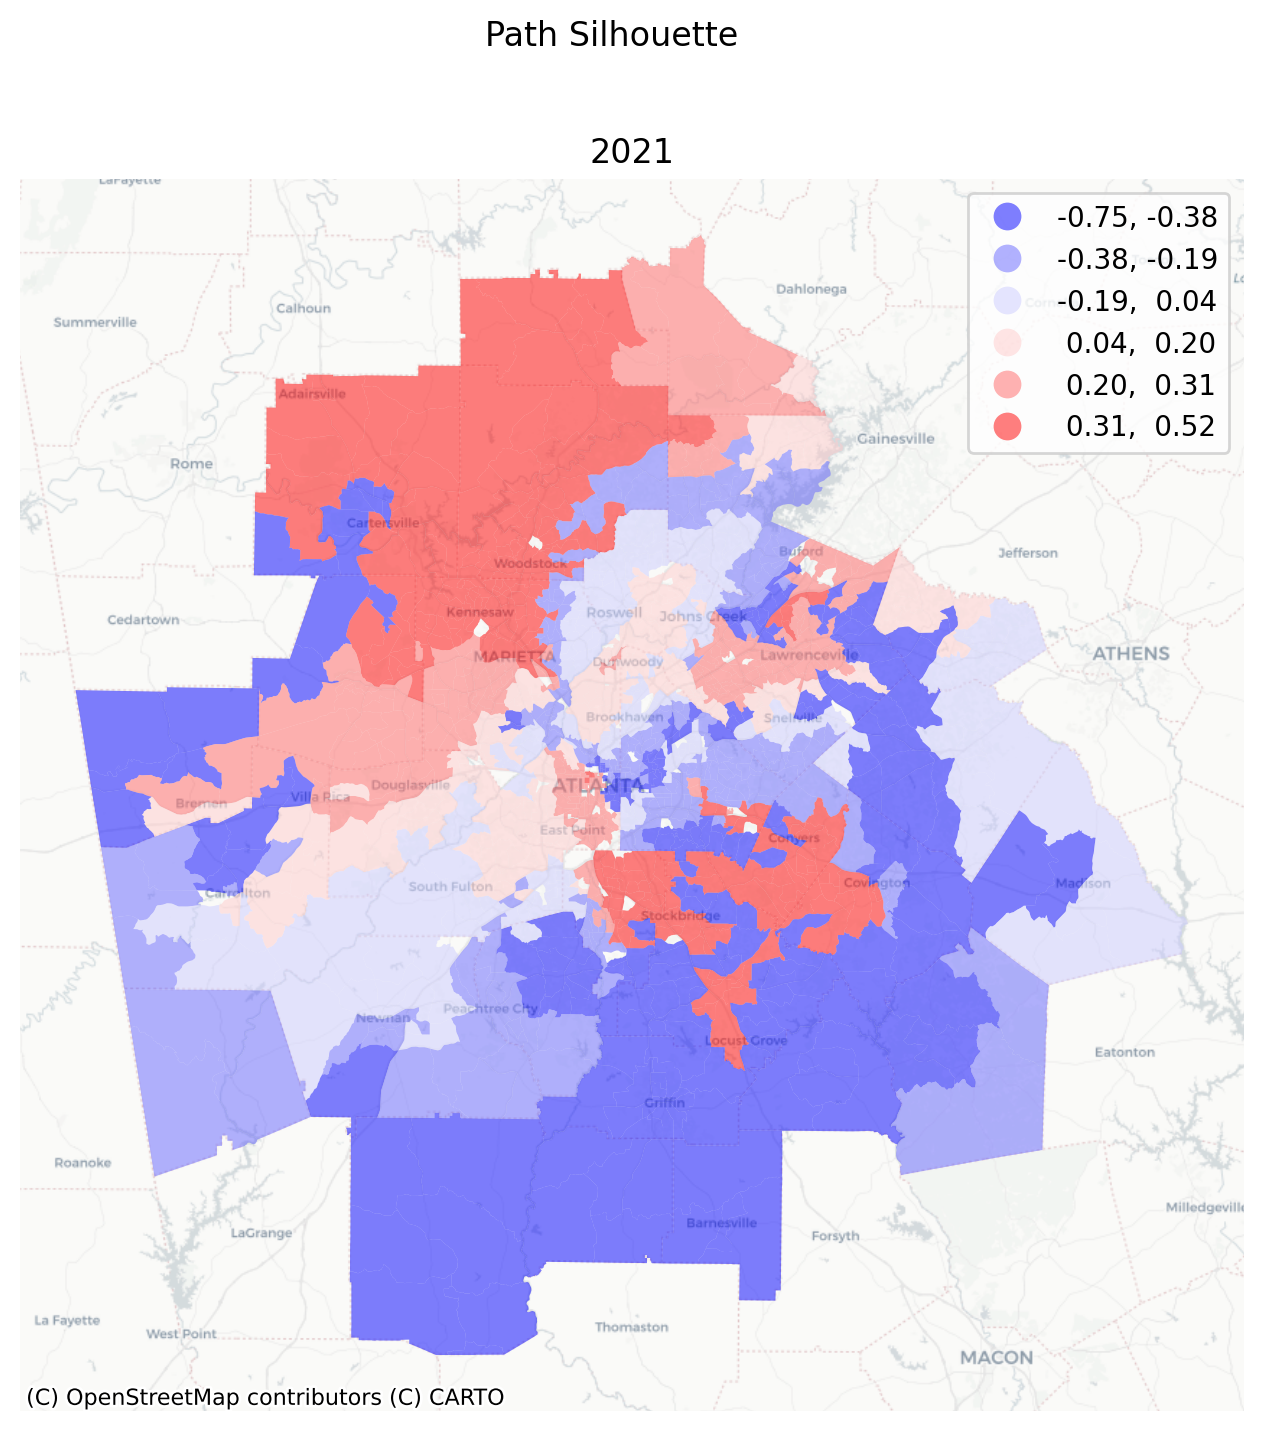 Path Silhouette
2021
LaFayette
-0.75, -0.38
-0.38, -0.19
-0.19, 0.04
0.04, 0.20
0.20, 0.31
0.31, 0.52
Dahlonega
Calhoun
Summerville
Adairsville
Gainesville
Rome
Cartersville
Buford
Jefferson
Woodstock
Cedartown
Kennesaw
Roswell
Johns Creek
MARIETTA
Dunwoody
Lawrenceville
ATHENS
Brookhaven
Snellville
Villa Rica
Douglasville
ATLANTA
Bremen
East Point
Conyers
Carrollton
South Fulton
Covington
Madison
Stockbridge
Newnan
Peachtree City
Locust Grove
Eatonton
Griffin
Roanoke
LaGrange
Barnesville
Forsyth
Milledgeville
La Fayette
West Point
Thomaston
MACON
(C) OpenStreetMap contributors (C) CARTO